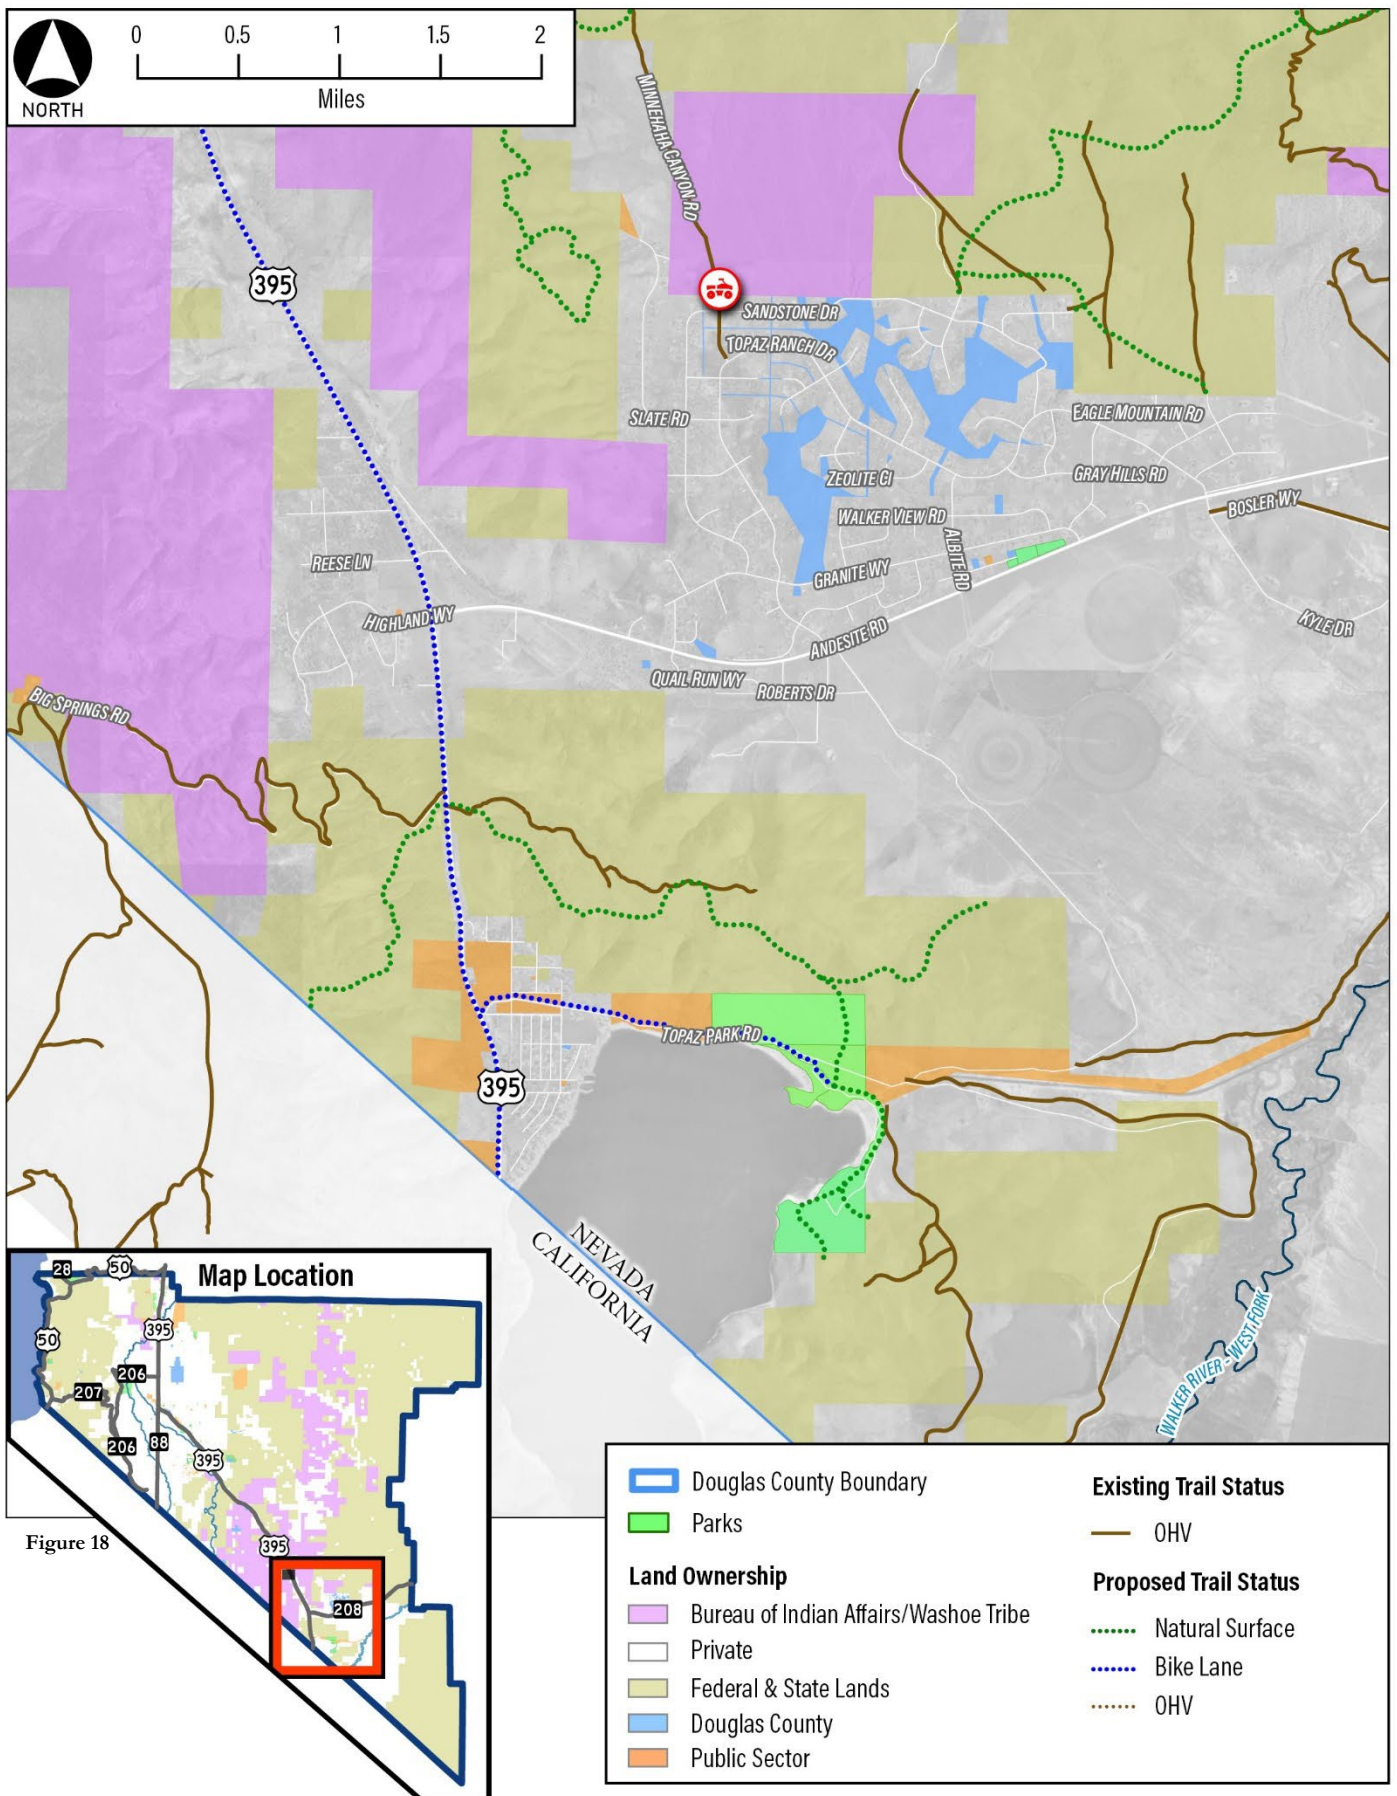 0 0.5 1 1.5 2
Miles
NORTH
MINNEHAHA CANYON RD
395
SANDSTONE DR
TOPAZ RANCH DR
SLATE RD
EAGLE MOUNTAIN RD
ZEOLITE CI
GRAY HILLS RD
BOSLER WY
WALKER VIEW RD
ALBITE RD
REESE LN
GRANITE WY
HIGHLAND WY
ANDESITE RD
KYLE DR
QUAIL RUN WY
ROBERTS DR
BIG SPRINGS RD
TOPAZ PARK RD
395
NEVADA
CALIFORNIA
WALKER RIVER - WEST FORK
Map Location
28
50
50
395
206
207
206
88
395
395
208
Figure 18
Douglas County Boundary
Parks
Land Ownership
Bureau of Indian Affairs/Washoe Tribe
Private
Federal & State Lands
Douglas County
Public Sector
Existing Trail Status
OHV
Proposed Trail Status
Natural Surface
Bike Lane
OHV